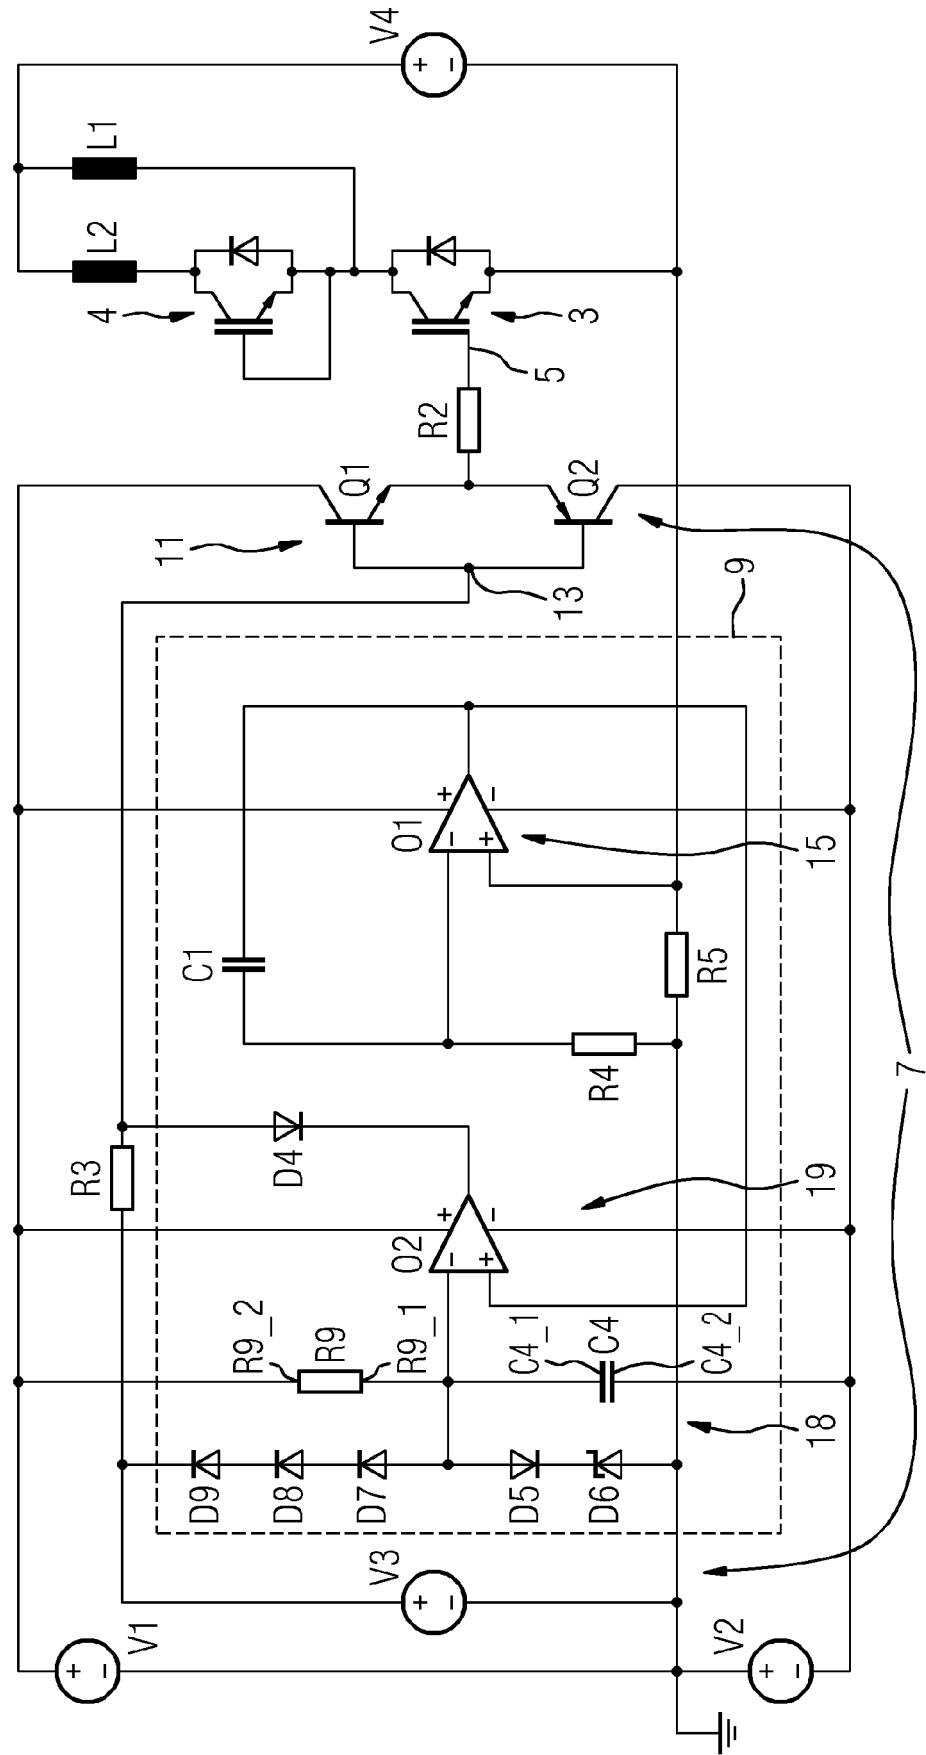 V4
L1
L2
4
3
5
R2
Q1
Q2
11
13
9
+
-
O1
-
+
15
C1
R5
R4
7
R3
D4
19
+
-
O2
-
+
R9_2
R9
R9_1
C4_1
C4
C4_2
18
D9
D8
D7
D5
D6
V3
+
-
V1
+
-
V2
+
-
+
-